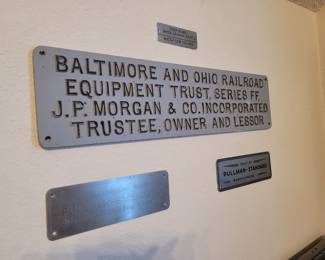 BALTIMORE AND OHIO RAILROAD
EQUIPMENT TRUST, SERIES FF,
J.P. MORGAN & CO. INCORPORATED
TRUSTEE, OWNER AND LESSOR
PULLMAN-STANDARD